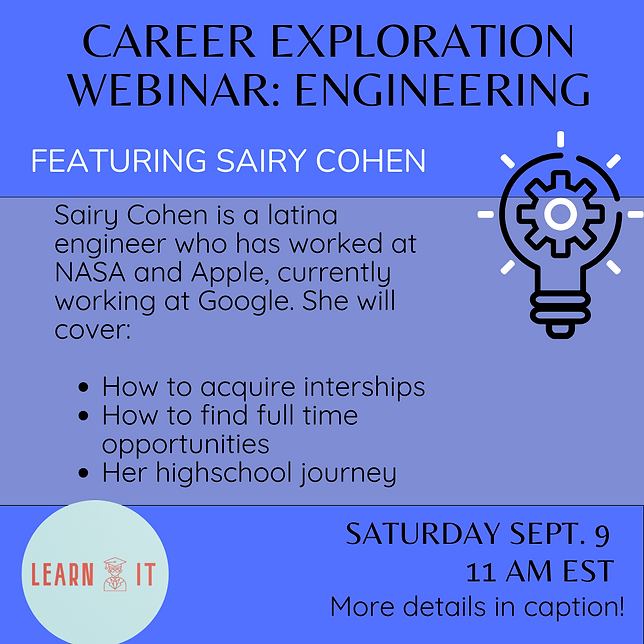 CAREER EXPLORATION
WEBINAR: ENGINEERING
FEATURING SAIRY COHEN
Sairy Cohen is a latina
engineer who has worked at
NASA and Apple, currently
working at Google. She will
cover:
• How to acquire interships
• How to find full time
opportunities
• Her highschool journey
LEARN IT
SATURDAY SEPT. 9
11 AM EST
More details in caption!